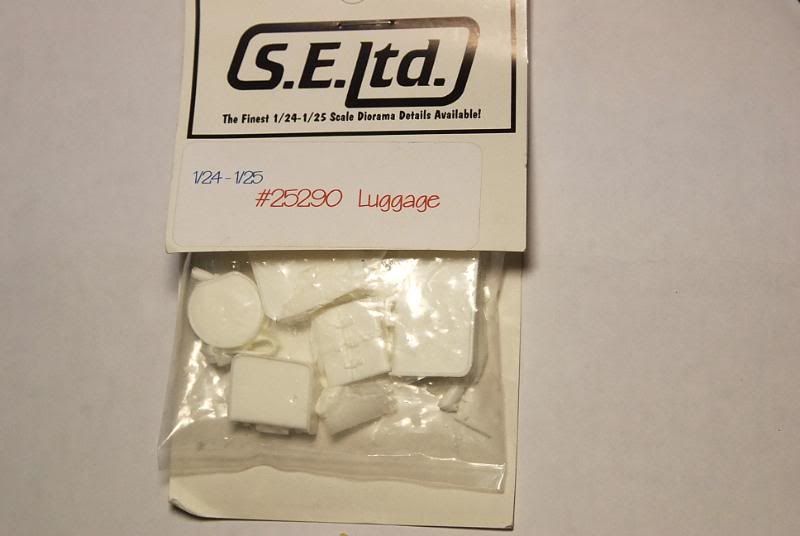 S.E.Ltd.
The Finest 1/24-1/25 Scale Diorama Details Available!
1/24-1/25
#25290 Luggage